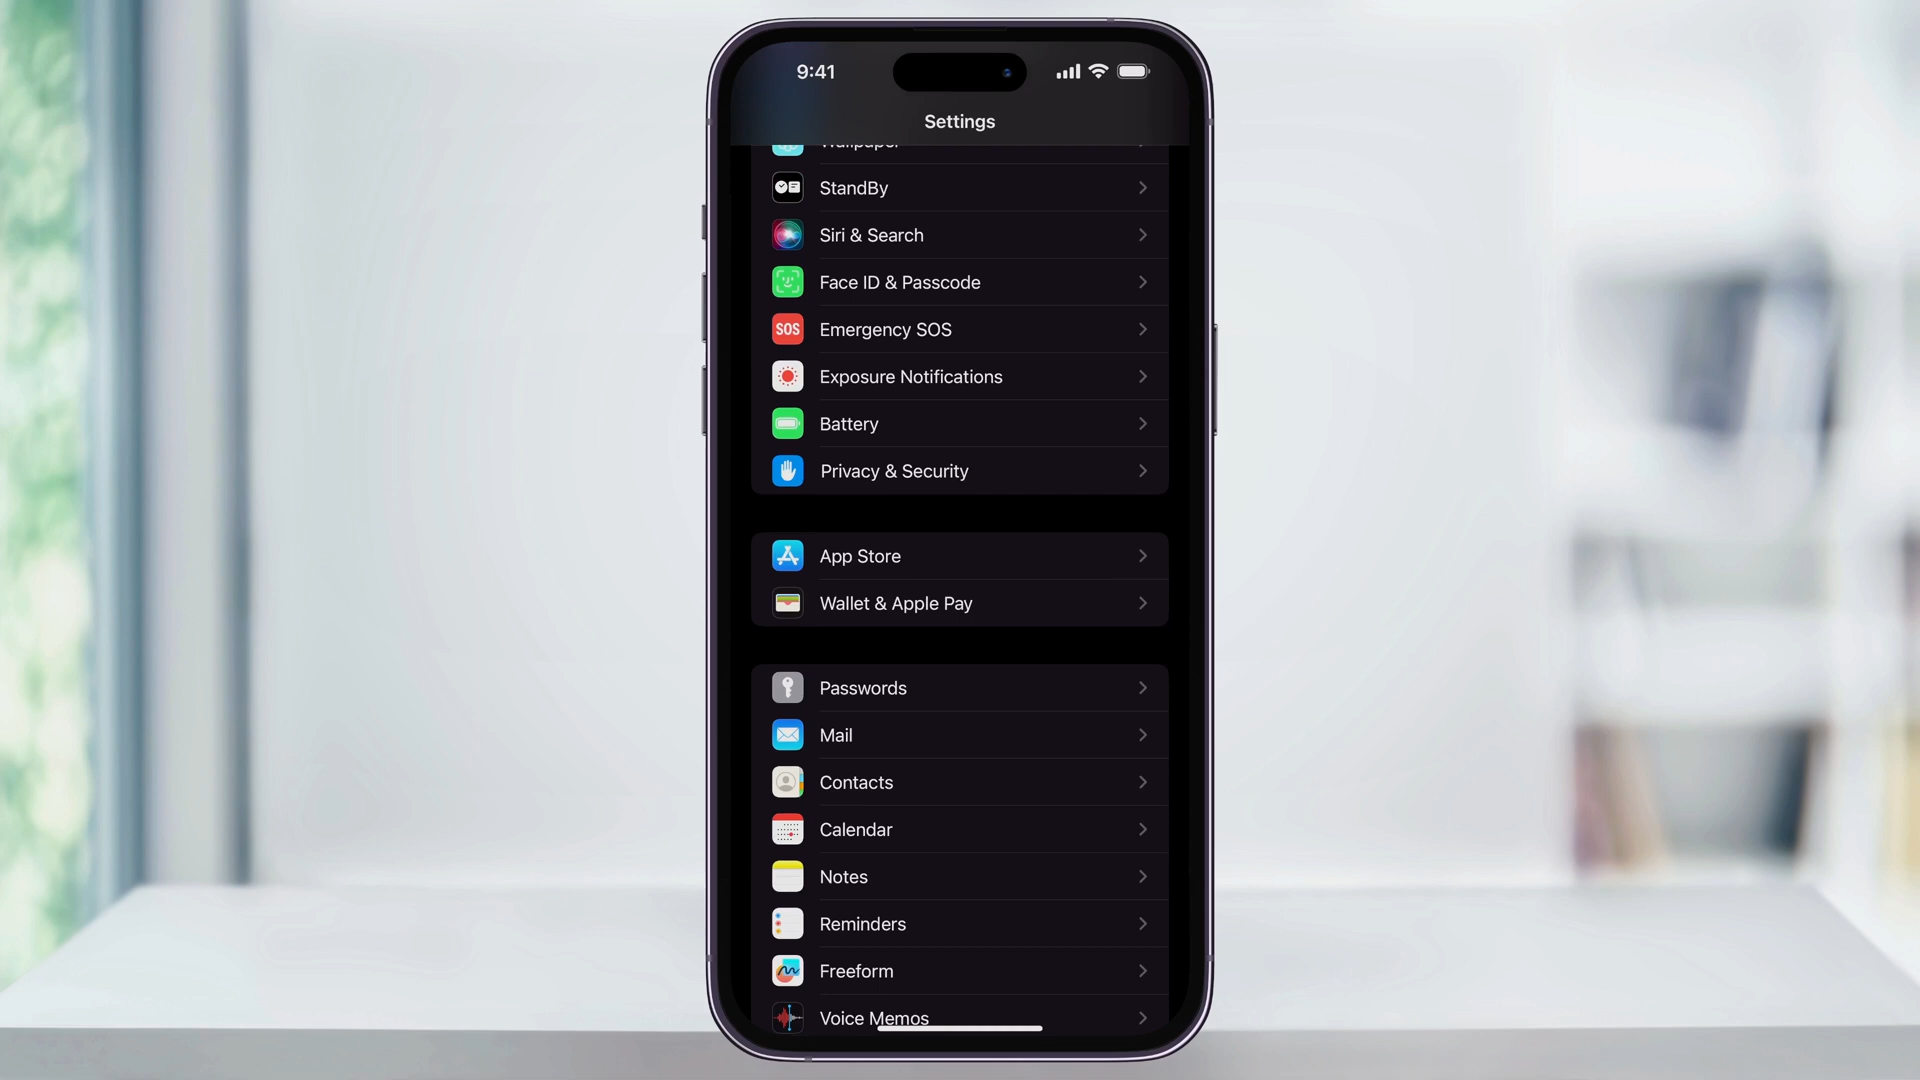 9:41
Settings
Wallpaper
StandBy
Siri & Search
Face ID & Passcode
SOS Emergency SOS
Exposure Notifications
Battery
Privacy & Security
App Store
Wallet & Apple Pay
Passwords
Mail
Contacts
Calendar
Notes
Reminders
Freeform
Voice Memos